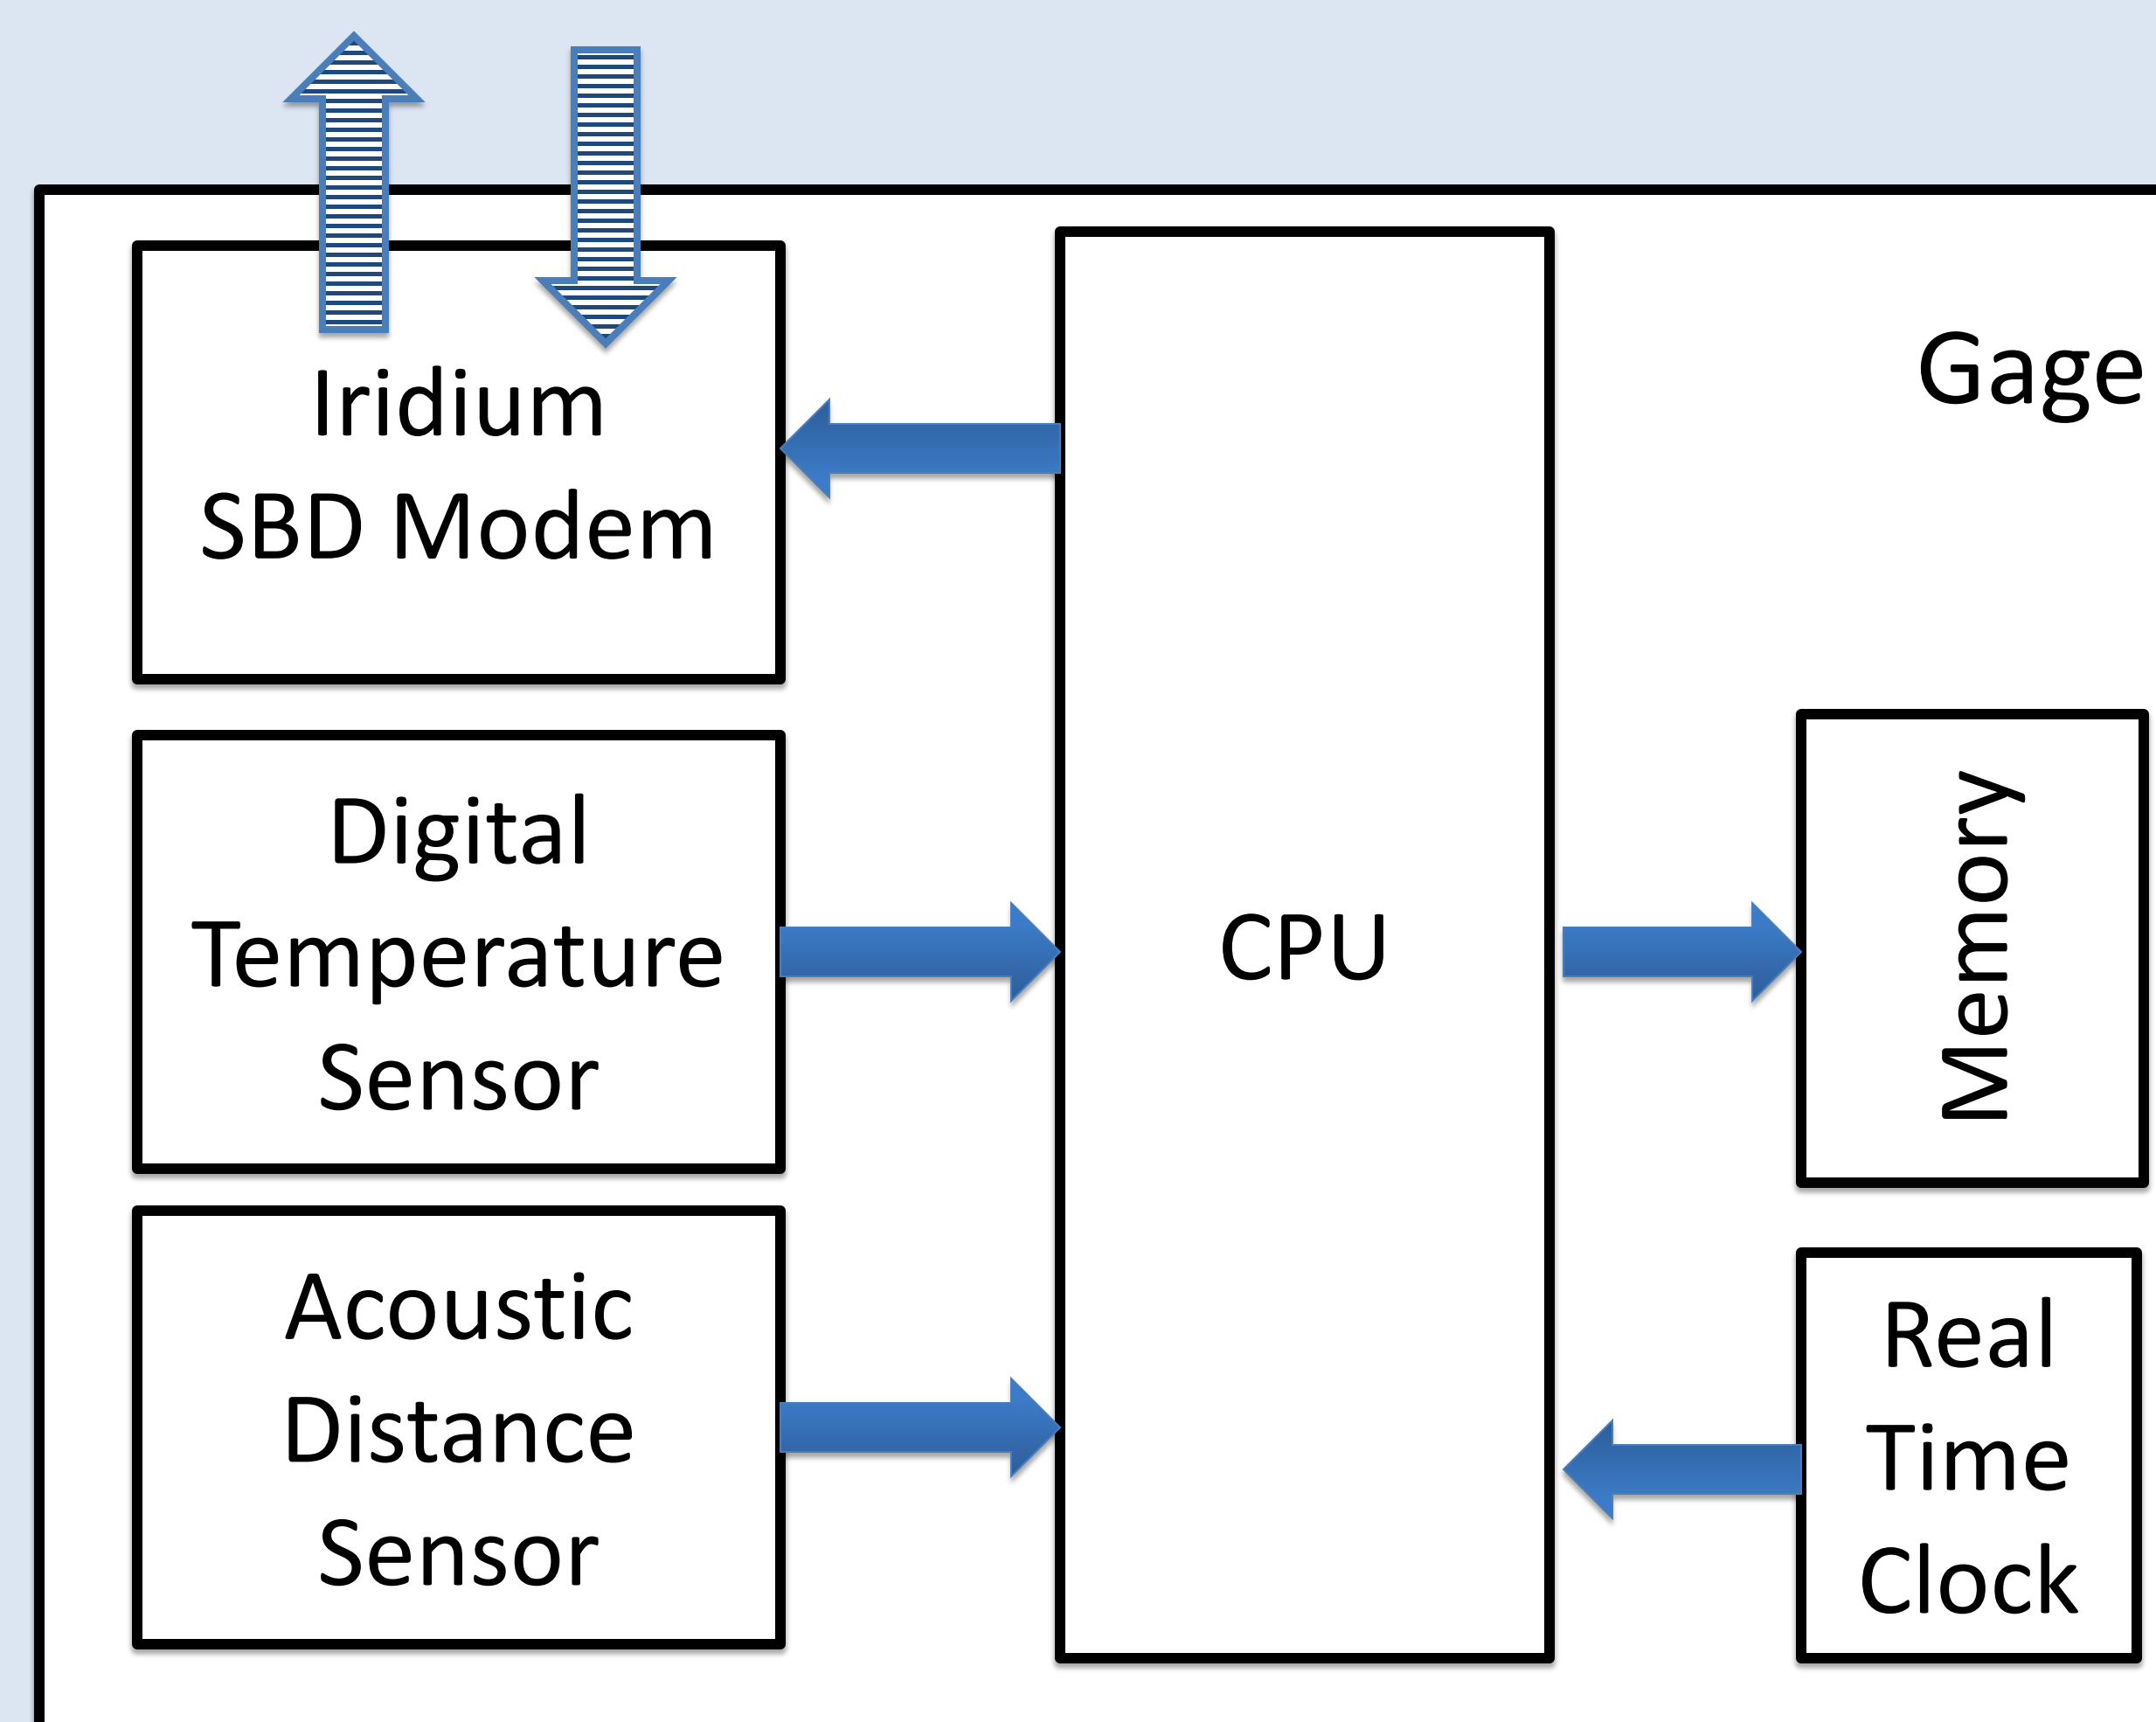 Iridium
SBD Modem
Digital
Temperature
Sensor
Acoustic
Distance
Sensor
CPU
Gage
Memory
Real
Time
Clock